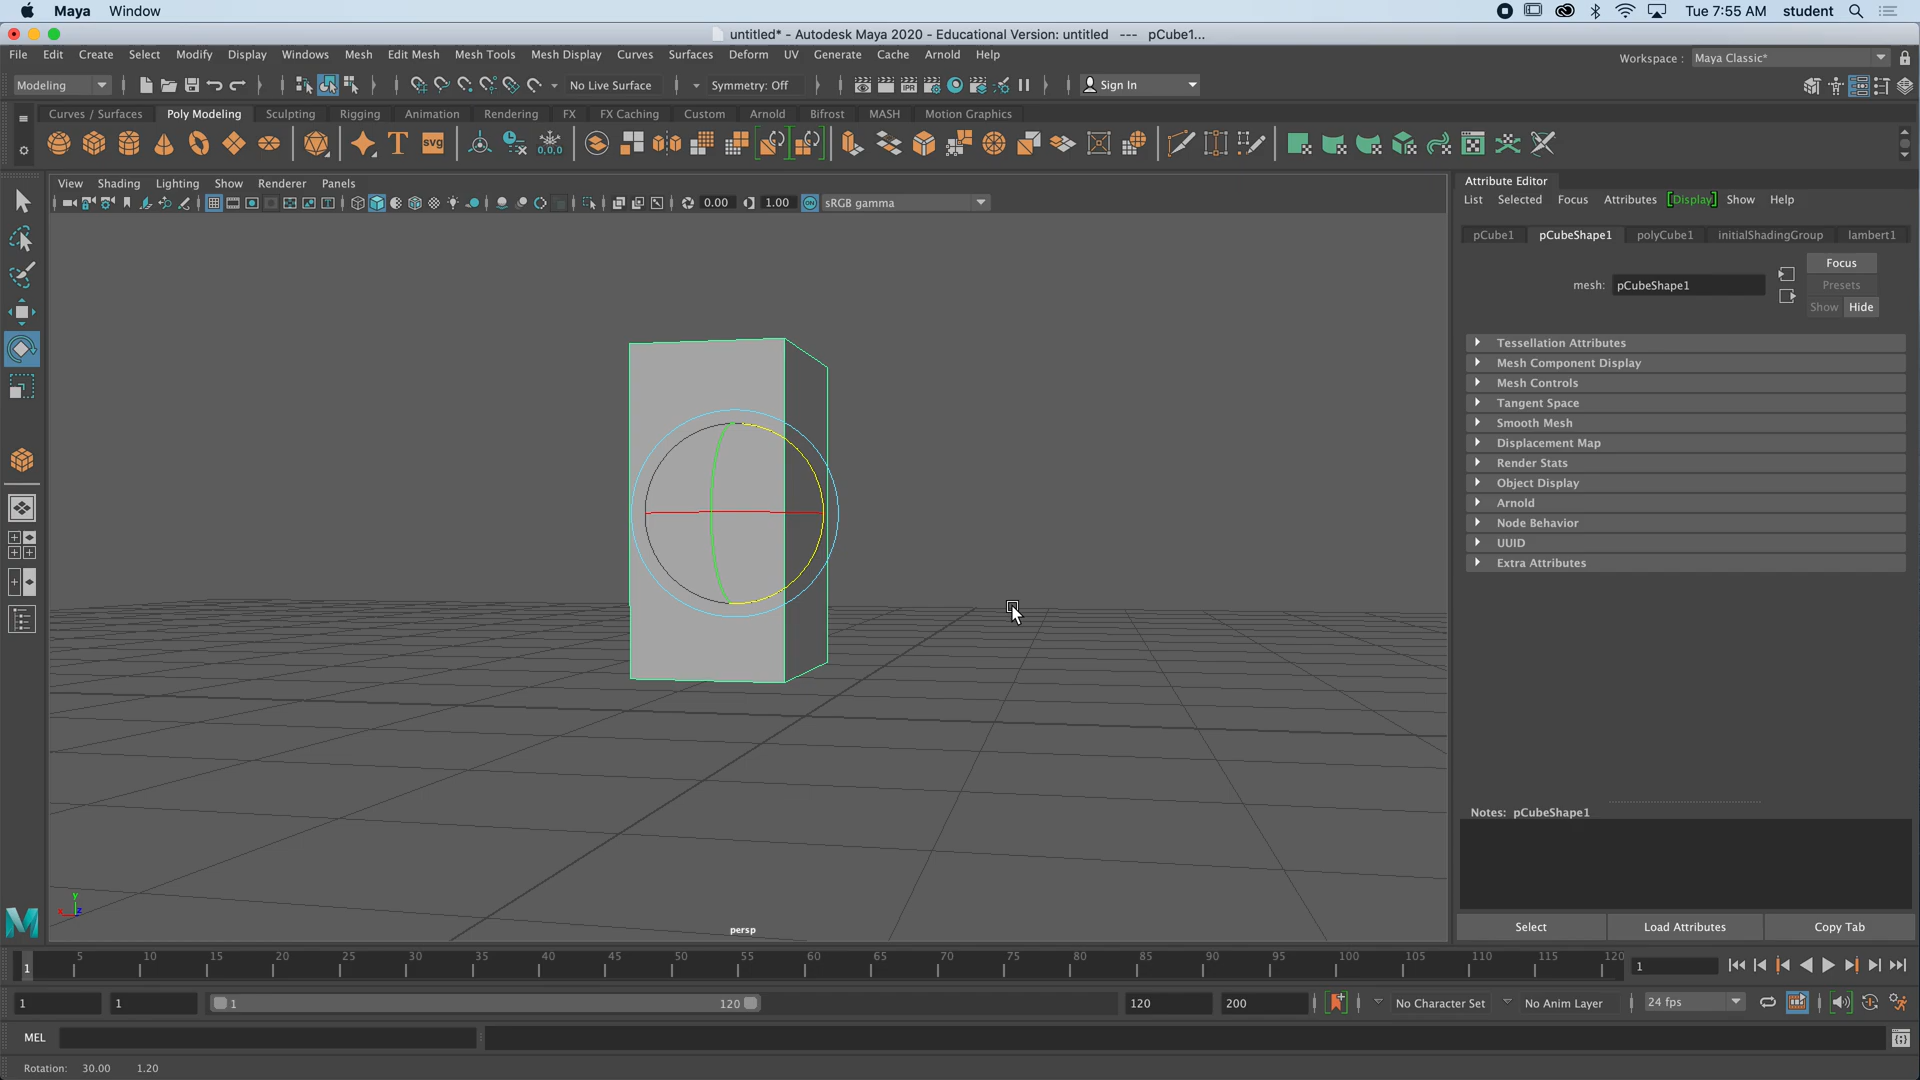 Maya Window Tue 7:55 AM student
untitled* - Autodesk Maya 2020 - Educational Version: untitled --- pCube1...
File Edit Create Select Modify Display Windows Mesh Edit Mesh Mesh Tools Mesh Display Curves Surfaces Deform UV Generate Cache Arnold Help Workspace : Maya Classic*
Modeling No Live Surface Symmetry: Off IPR Sign In
Curves / Surfaces Poly Modeling Sculpting Rigging Animation Rendering FX FX Caching Custom Arnold Bifrost MASH Motion Graphics
T SVG 0,0,0
View Shading Lighting Show Renderer Panels
0.00 1.00 ON sRGB gamma
Attribute Editor
List Selected Focus Attributes [Display] Show Help
pCube1 pCubeShape1 polyCube1 initialShadingGroup lambert1
Focus
mesh: pCubeShape1 Presets
Show Hide
Tessellation Attributes
Mesh Component Display
Mesh Controls
Tangent Space
Smooth Mesh
Displacement Map
Render Stats
Object Display
Arnold
Node Behavior
UUID
Extra Attributes
Notes: pCubeShape1
y
x z
persp
Select Load Attributes Copy Tab
1 5 10 15 20 25 30 35 40 45 50 55 60 65 70 75 80 85 90 95 100 105 110 115 120 1
1 1 1 120 120 200 No Character Set No Anim Layer 24 fps
MEL
Rotation: 30.00 1.20